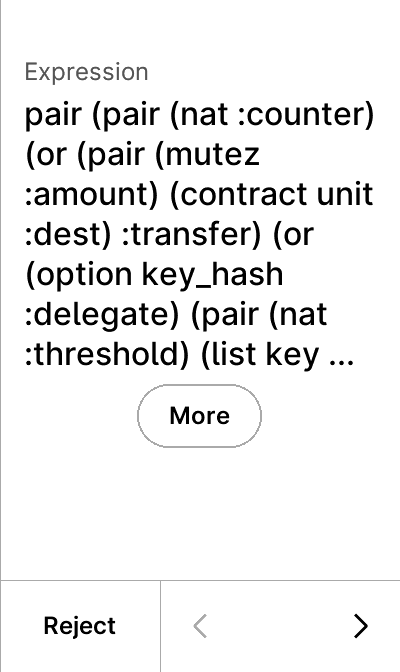 Expression
pair (pair (nat :counter)
(or (pair (mutez
:amount) (contract unit
:dest) :transfer) (or
(option key_hash
:delegate) (pair (nat
:threshold) (list key ...
More
Reject